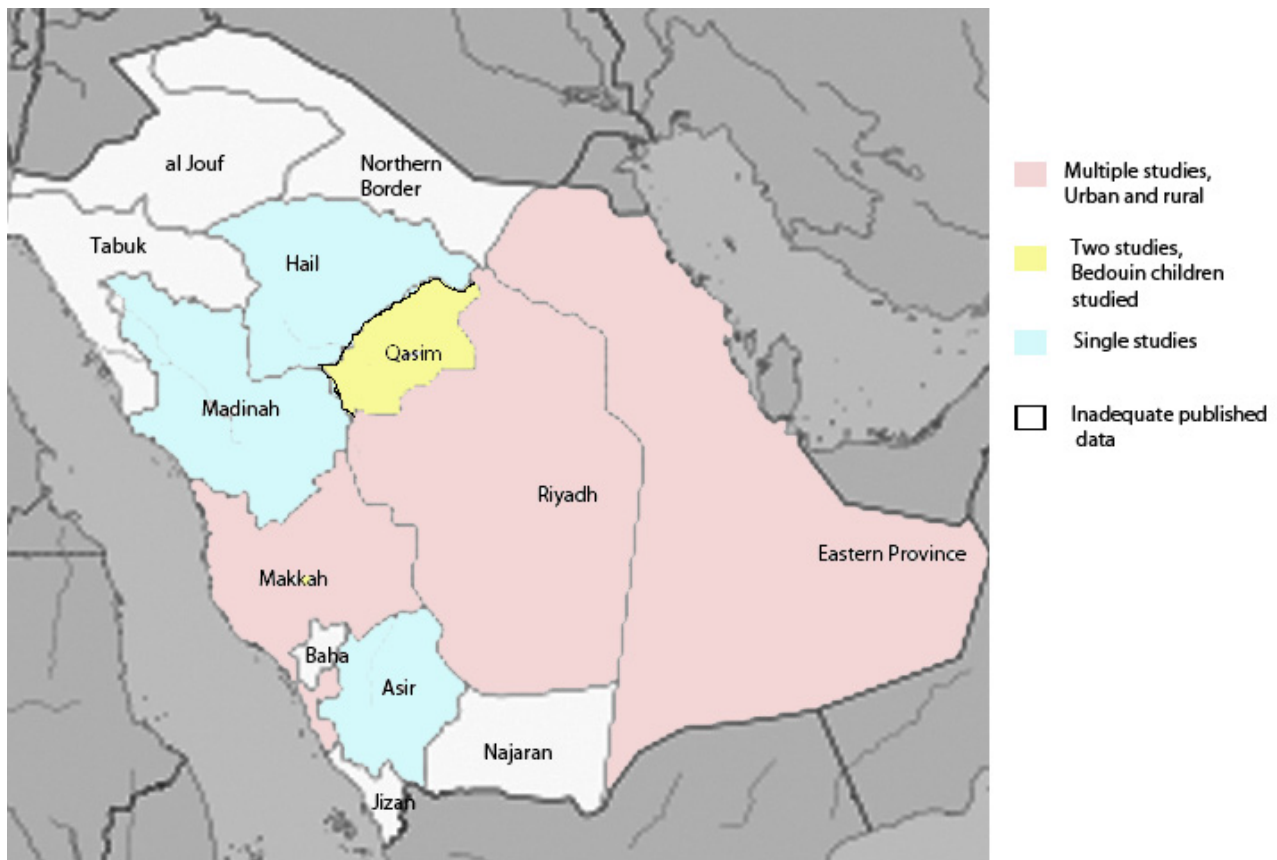 al Jouf
Northern
Border
Tabuk
Hail
Qasim
Madinah
Riyadh
Eastern Province
Makkah
Baha
Asir
Najaran
Jizan
Multiple studies,
Urban and rural
Two studies,
Bedouin children
studied
Single studies
Inadequate published
data